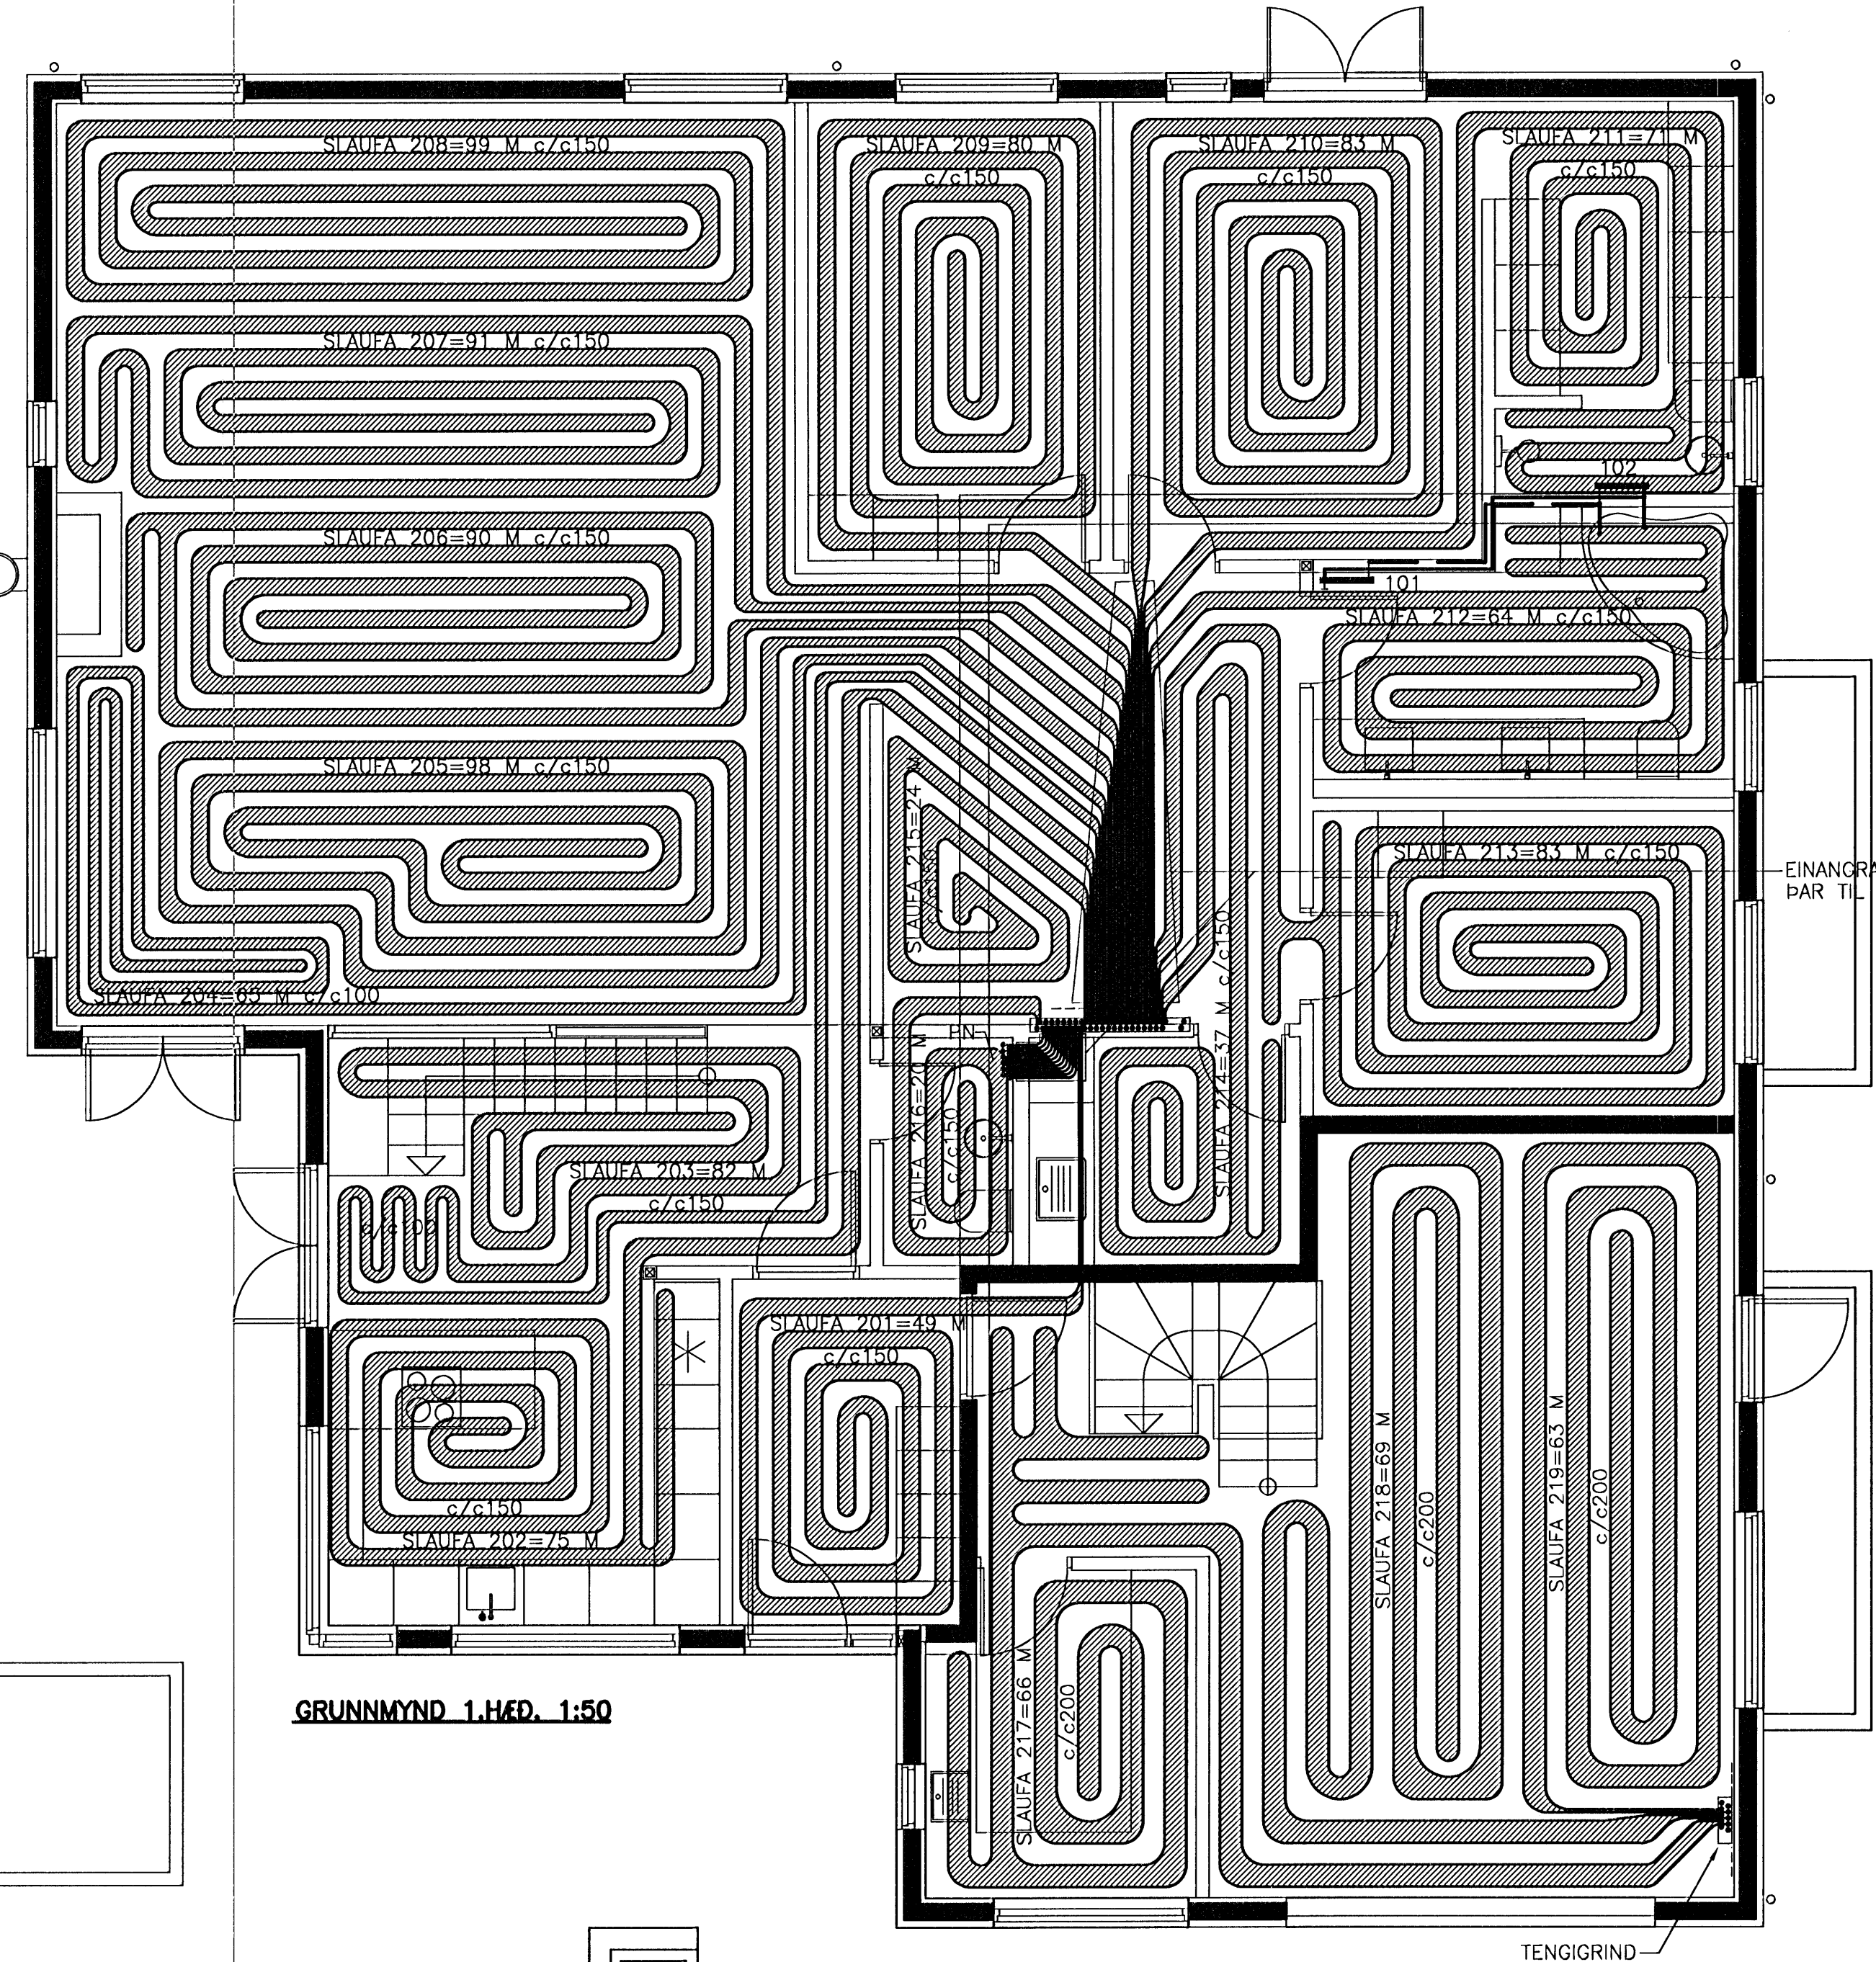 SLAUFA 208=99 M c/c150
SLAUFA 209=80 M
c/c150
SLAUFA 210=83 M
c/c150
SLAUFA 211=71 M
c/c150
SLAUFA 207=91 M c/c150
102
SLAUFA 206=90 M c/c150
101
SLAUFA 212=64 M c/c150
SLAUFA 205=98 M c/c150
SLAUFA 215=24 M
c/c150
SLAUFA 213=83 M c/c150
EINANGRA
ÞAR TIL
SLAUFA 204=65 M c/c100
SLAUFA 214=37 M c/c150
HN
SLAUFA 216=20 M
c/c150
SLAUFA 203=82 M
c/c150
c/c100
SLAUFA 201=49 M
c/c150
c/c150
SLAUFA 202=75 M
SLAUFA 218=69 M
c/c200
SLAUFA 219=63 M
c/c200
SLAUFA 217=66 M
c/c200
GRUNNMYND 1.HÆÐ. 1:50
TENGIGRIND